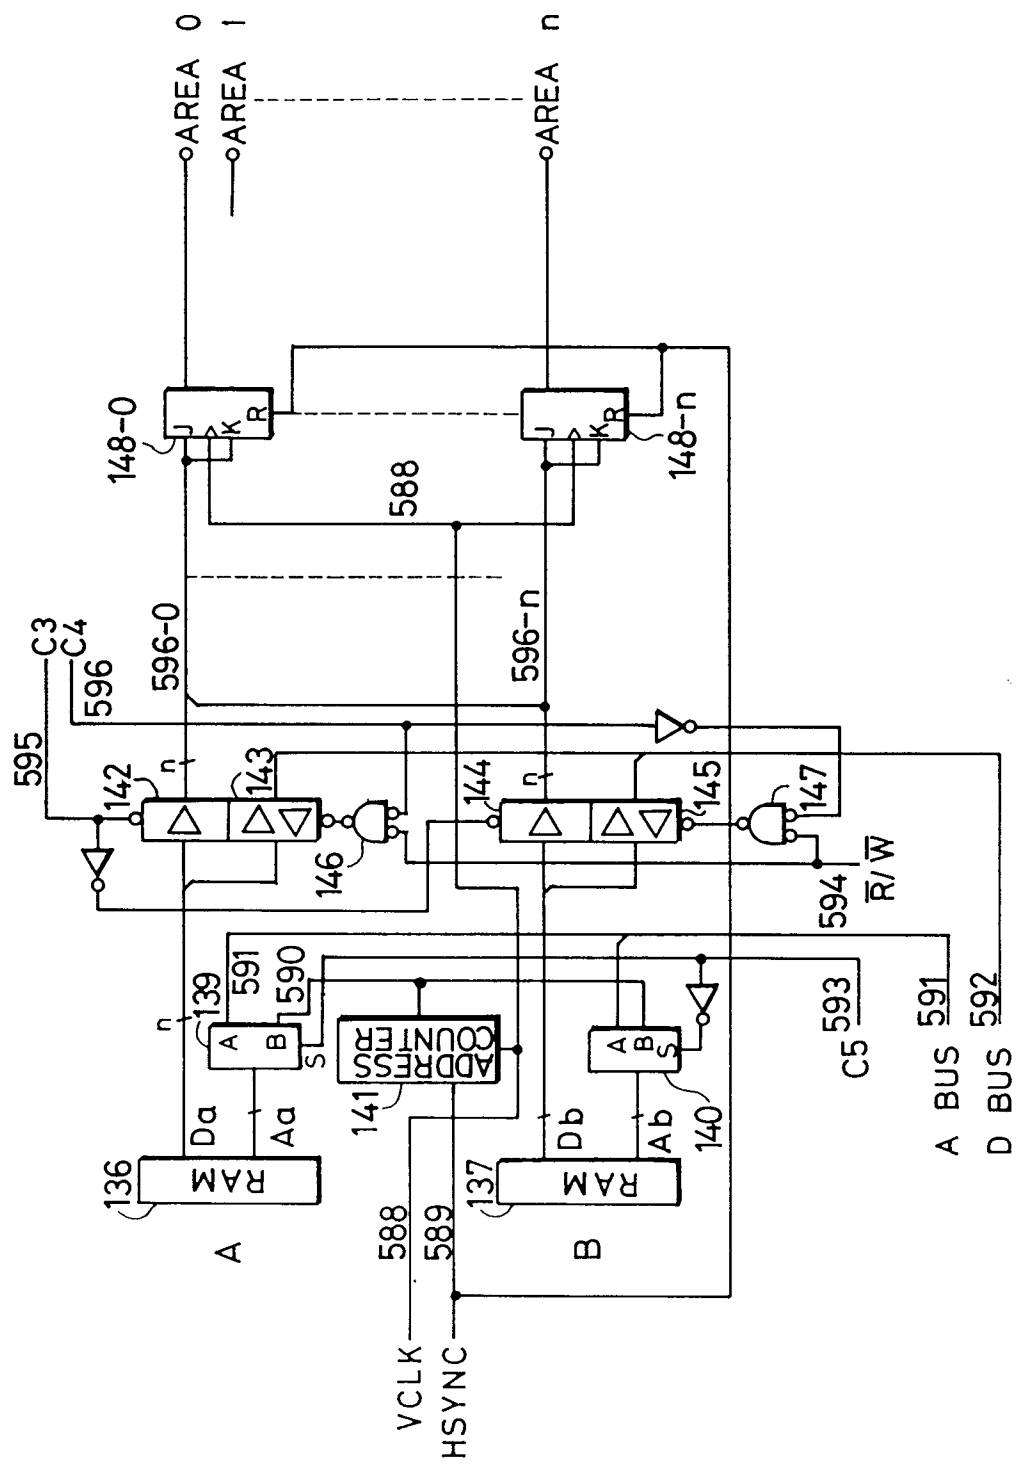 AREA 0
AREA 1
AREA n
148-0
J
K
R
148-n
J
K
R
588
C3
C4
595
596
596-0
596-n
n
142
143
146
n
144
145
147
594
R̅/W̅
n
139
591
590
A
B
S
ADDRESS
COUNTER
141
A
B
S
140
C5 593
A BUS 591
D BUS 592
Da
Aa
136
RAM
A
Db
Ab
137
RAM
B
588
589
VCLK
HSYNC